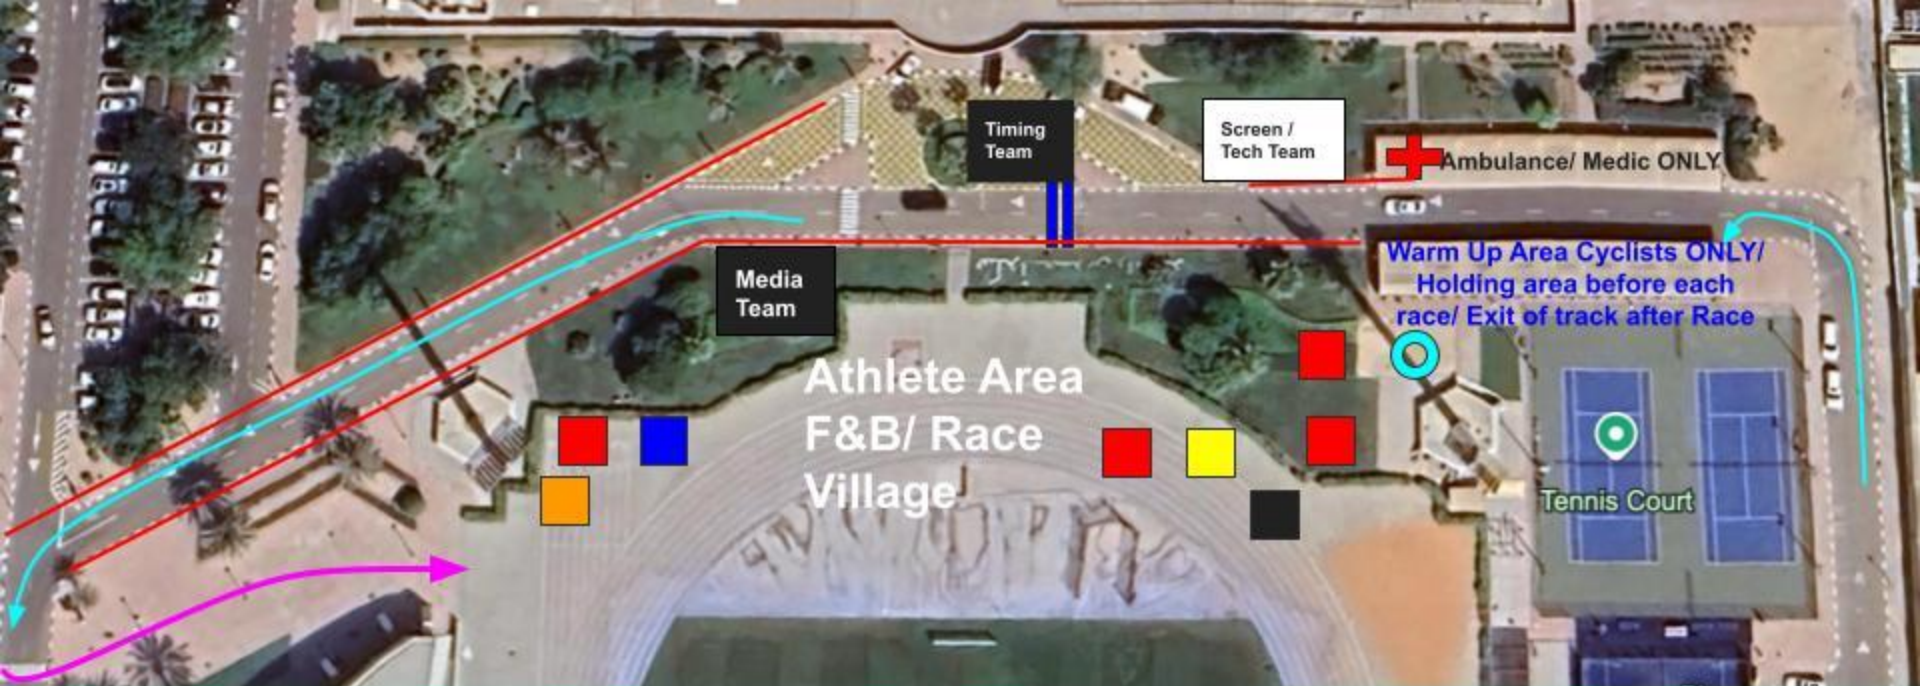 Timing
Team
Screen /
Tech Team
Ambulance/ Medic ONLY
Warm Up Area Cyclists ONLY/
Holding area before each
race/ Exit of track after Race
Media
Team
Athlete Area
F&B/ Race
Village
Tennis Court